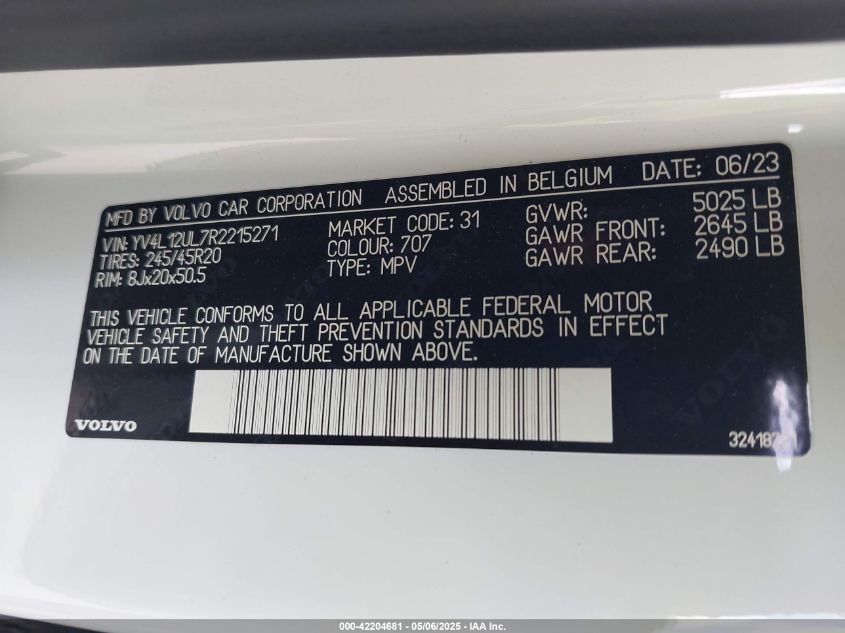 MFD BY VOLVO CAR CORPORATION ASSEMBLED IN BELGIUM DATE: 06/23
VIN: YV4L12UL7R2215271 MARKET CODE: 31 GVWR: 5025 LB
TIRES: 245/45R20 COLOUR: 707 GAWR FRONT: 2645 LB
RIM: 8Jx20x50.5 TYPE: MPV GAWR REAR: 2490 LB
THIS VEHICLE CONFORMS TO ALL APPLICABLE FEDERAL MOTOR
VEHICLE SAFETY AND THEFT PREVENTION STANDARDS IN EFFECT
ON THE DATE OF MANUFACTURE SHOWN ABOVE.
VOLVO
000-42204681 - 05/06/2025 - IAA Inc.